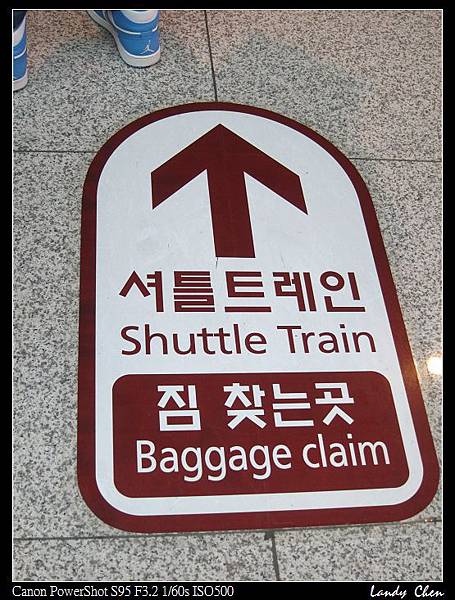 셔틀트레인
Shuttle Train
짐 찾는곳
Baggage claim
Canon PowerShot S95 F3.2 1/60s ISO500
Landy Chen